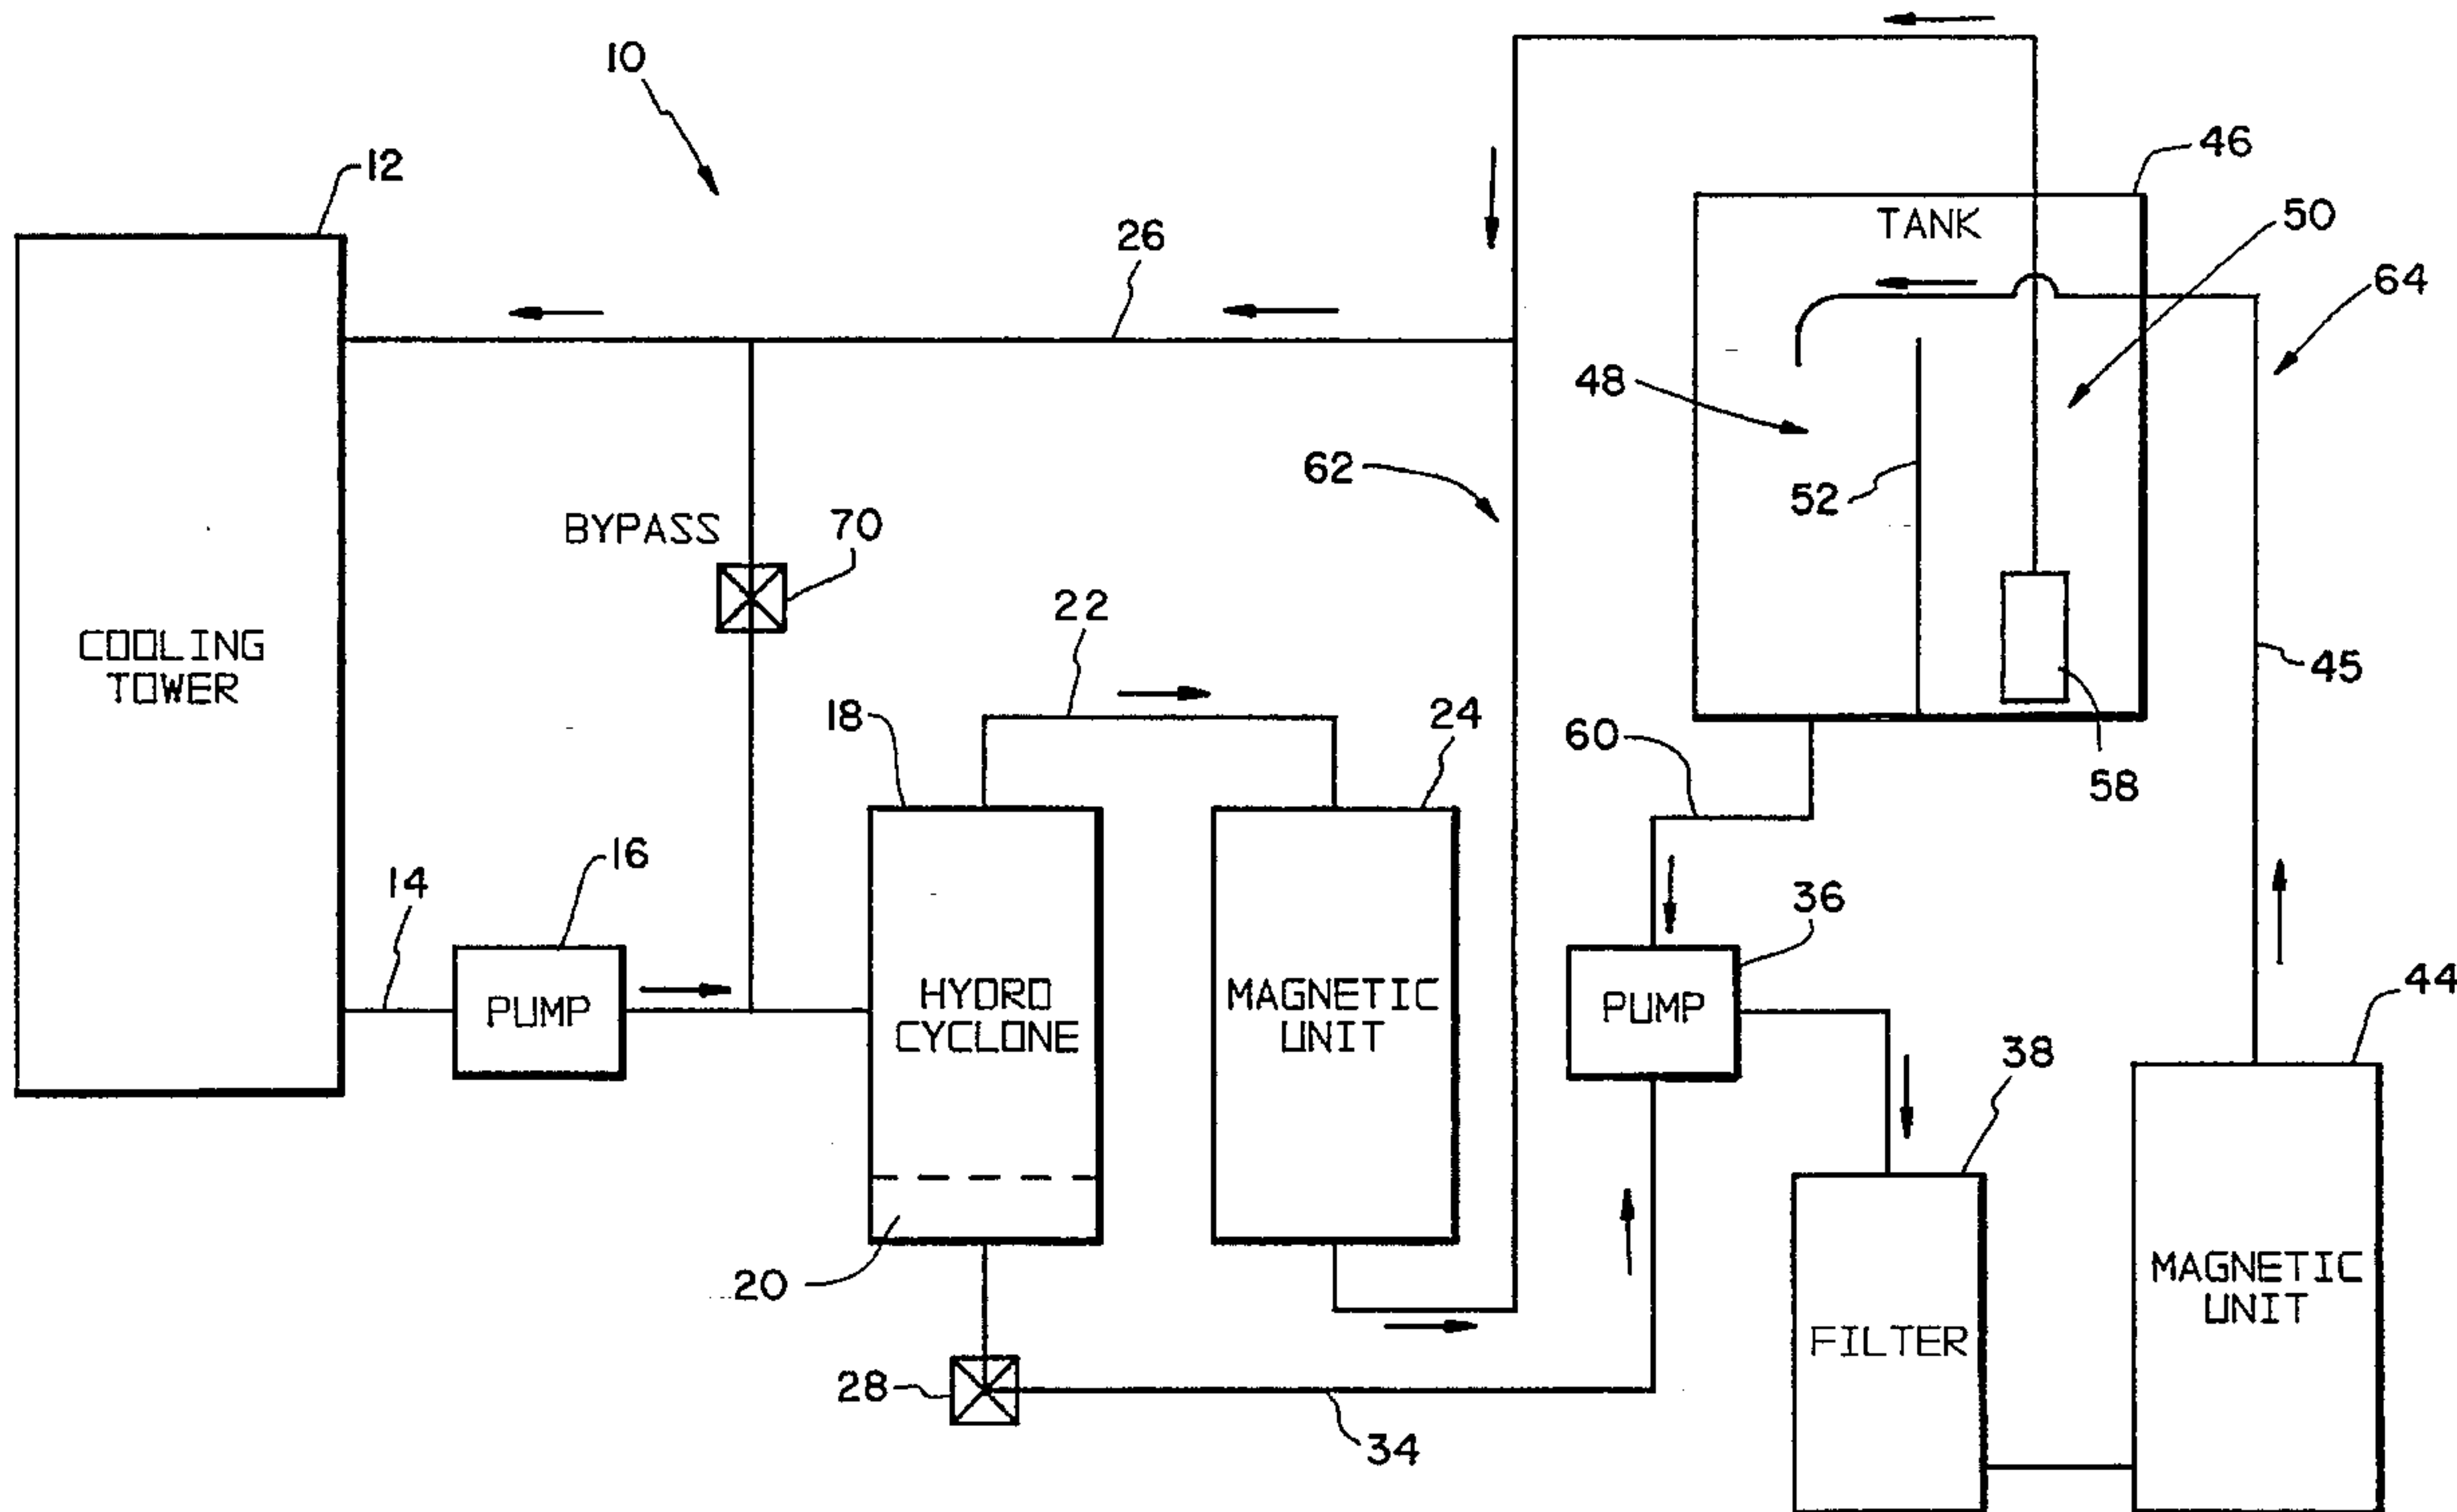 10
12
46
TANK
50
26
64
48
62
52
BYPASS
70
22
COOLING
TOWER
45
18
24
60
58
16
14
36
PUMP
HYDRO
CYCLONE
MAGNETIC
UNIT
PUMP
44
38
20
MAGNETIC
UNIT
FILTER
28
34